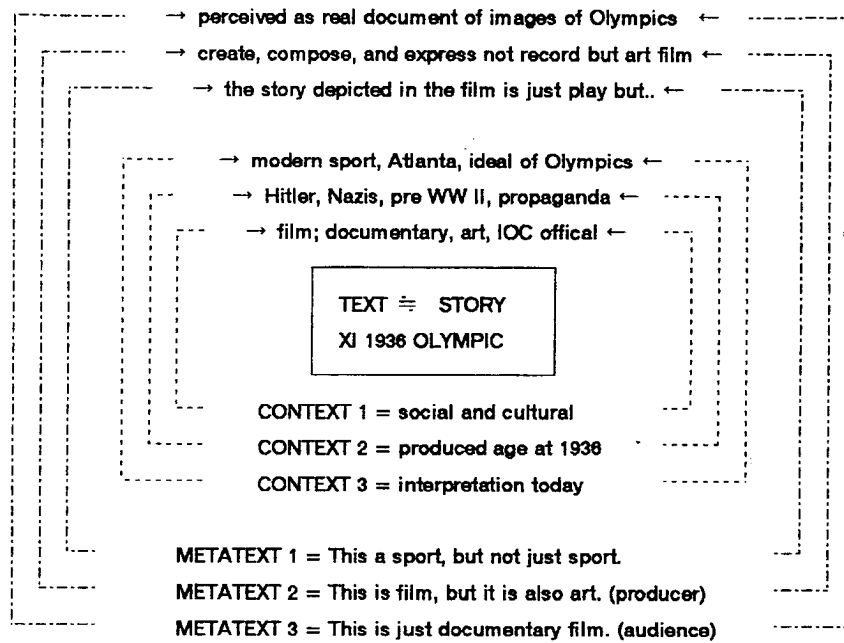 → perceived as real document of images of Olympics ←
→ create, compose, and express not record but art film ←
→ the story depicted in the film is just play but.. ←
→ modern sport, Atlanta, ideal of Olympics ←
→ Hitler, Nazis, pre WW II, propaganda ←
→ film; documentary, art, IOC offical ←
TEXT ≒ STORY
XI 1936 OLYMPIC
CONTEXT 1 = social and cultural
CONTEXT 2 = produced age at 1936
CONTEXT 3 = interpretation today
METATEXT 1 = This a sport, but not just sport.
METATEXT 2 = This is film, but it is also art. (producer)
METATEXT 3 = This is just documentary film. (audience)